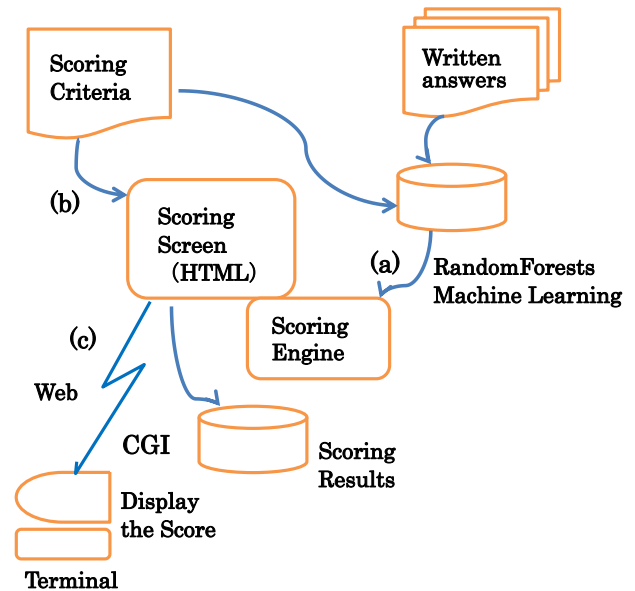 Scoring
Criteria
Written
answers
(b)
Scoring
Screen
(HTML)
(a)
RandomForests
Machine Learning
Scoring
Engine
(c)
Web
CGI
Scoring
Results
Display
the Score
Terminal